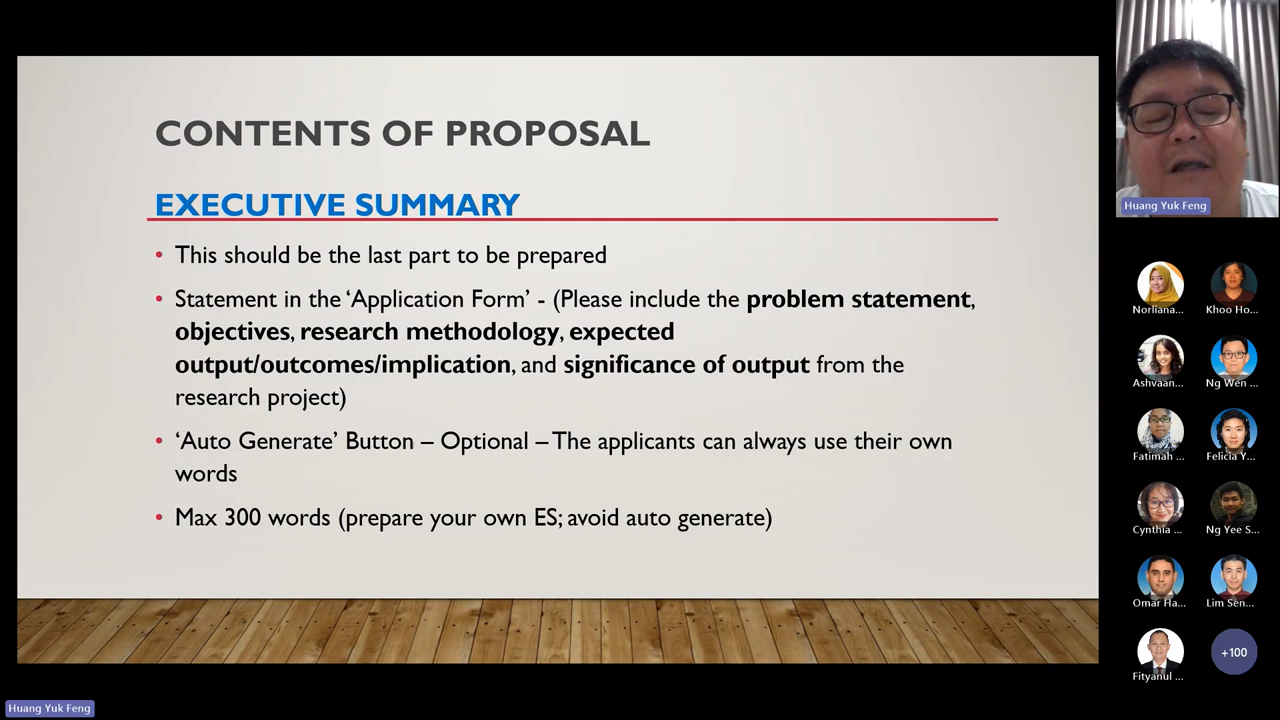 CONTENTS OF PROPOSAL
EXECUTIVE SUMMARY
• This should be the last part to be prepared
• Statement in the ‘Application Form’ - (Please include the problem statement,
objectives, research methodology, expected
output/outcomes/implication, and significance of output from the
research project)
• ‘Auto Generate’ Button – Optional – The applicants can always use their own
words
• Max 300 words (prepare your own ES; avoid auto generate)
Huang Yuk Feng
Norliana... Khoo Ho...
Ashvaan... Ng Wen ...
Fatimah ... Felicia Y...
Cynthia ... Ng Yee S...
Omar Ha... Lim Sen...
Fityanul ... +100
Huang Yuk Feng